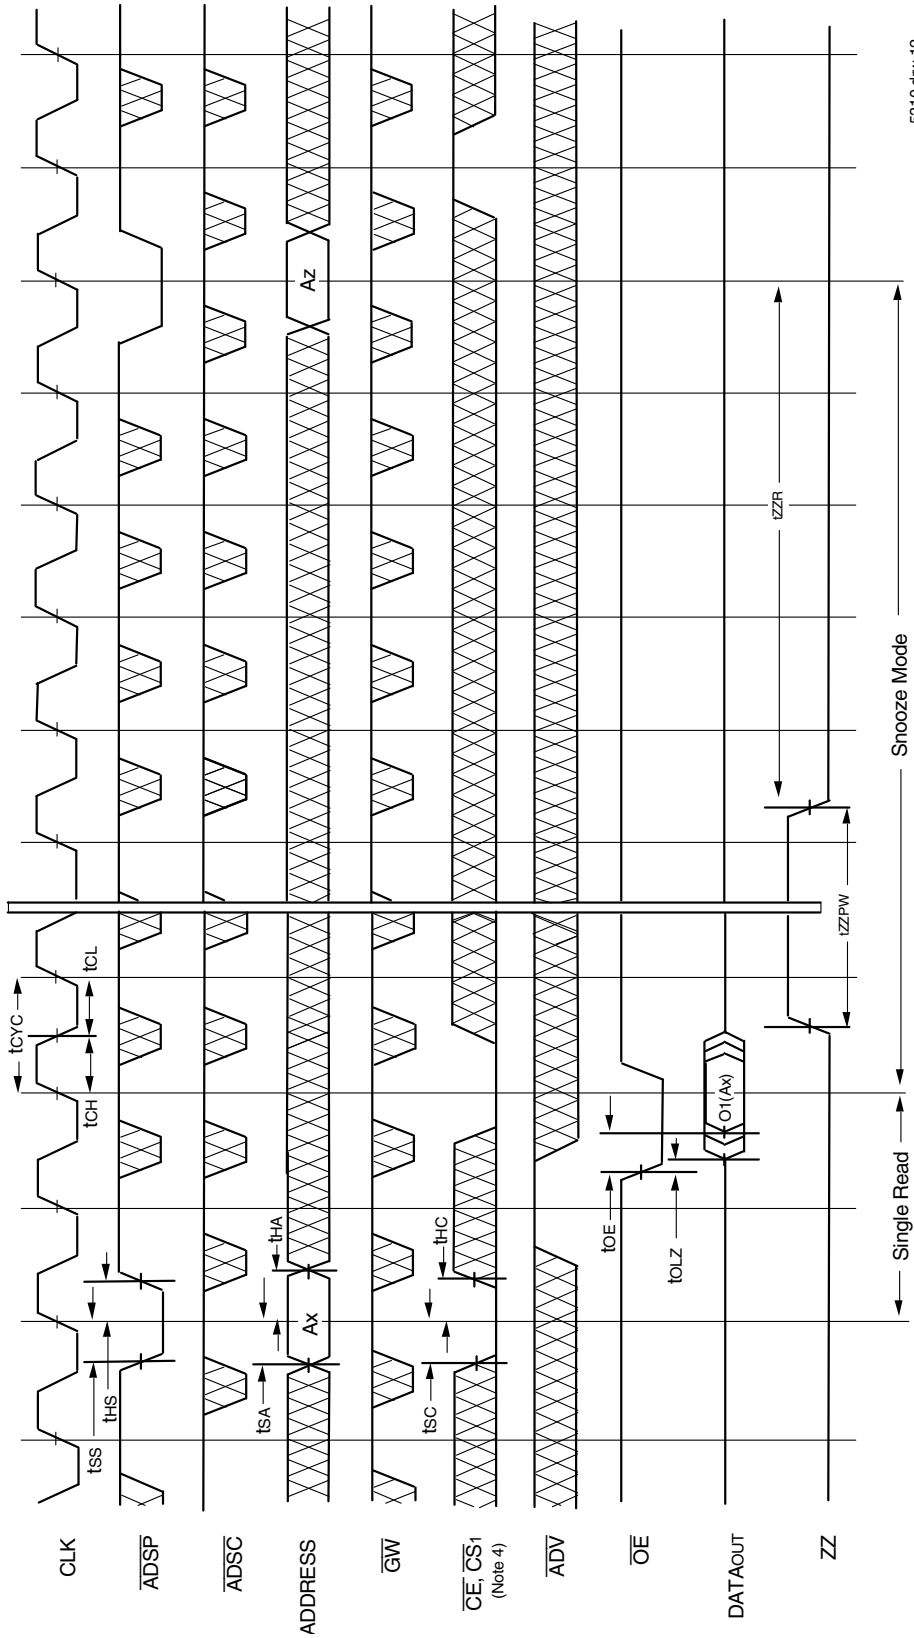 tCYC
tSS
tHS
tCH
tCL
CLK
ADSP
ADSC
tSA
tHA
ADDRESS
Ax
Az
GW
tSC
tHC
CE, CS1
(Note 4)
ADV
OE
tOE
tOLZ
DATAOUT
O1(Ax)
ZZ
tZZPW
tZZR
Single Read
Snooze Mode